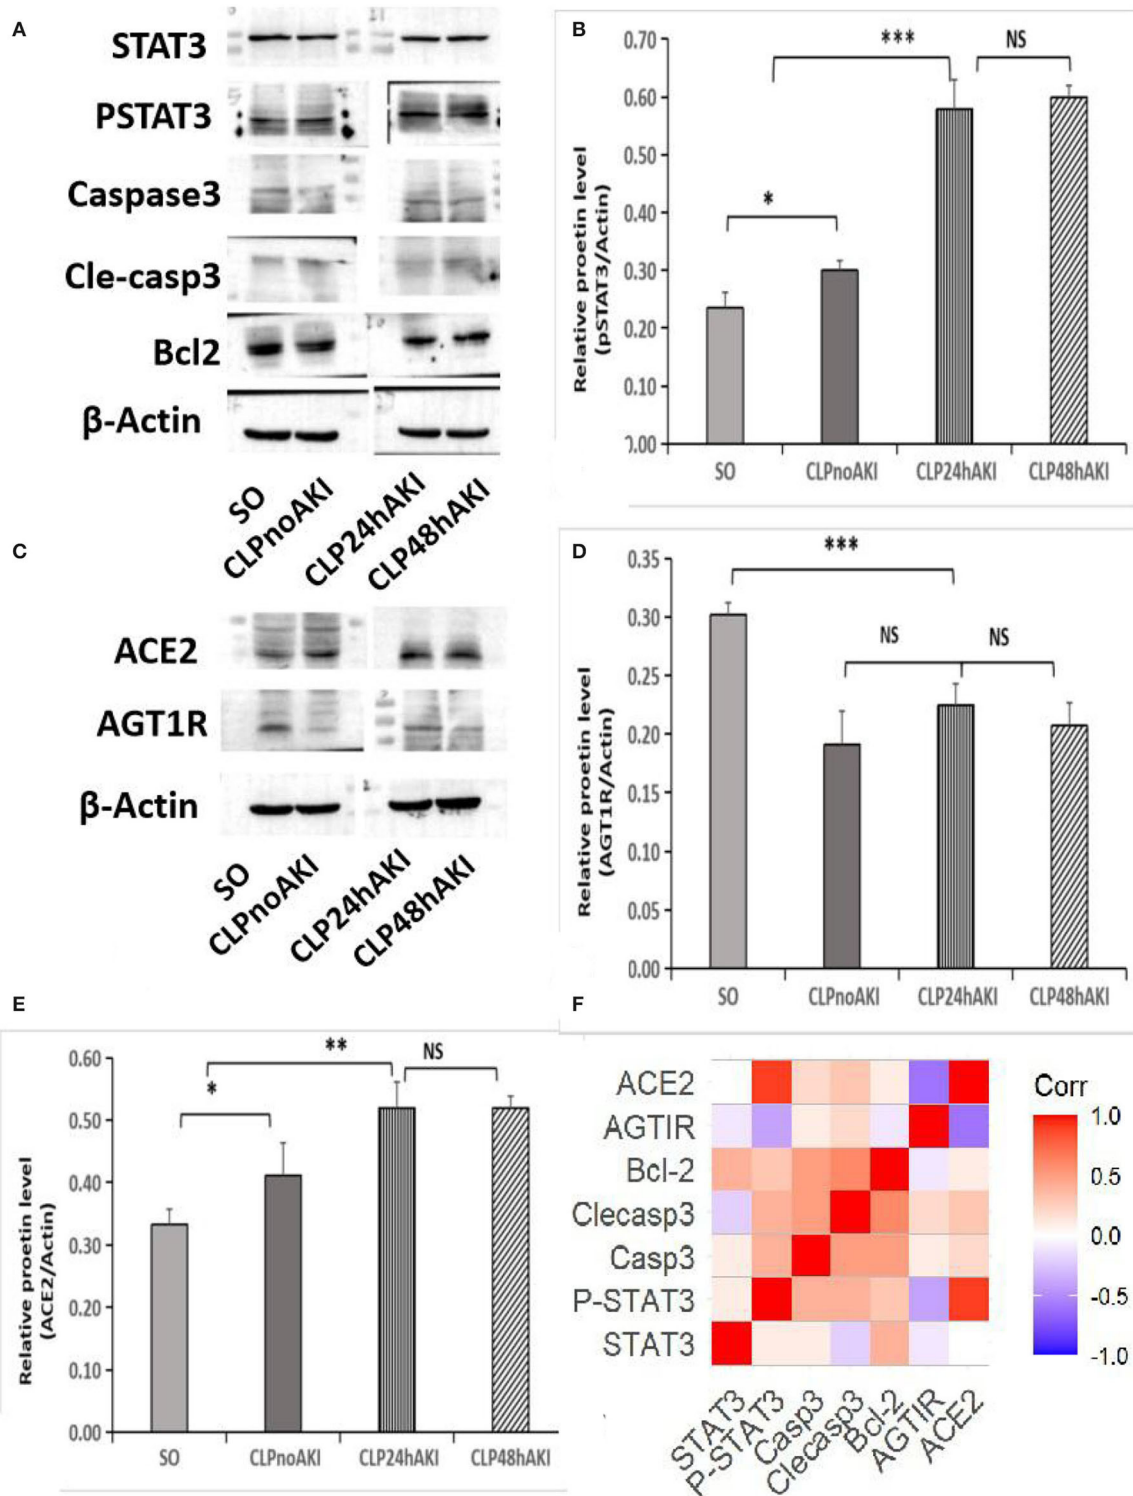 A
STAT3
PSTAT3
Caspase3
Cle-casp3
Bcl2
β-Actin
SO
CLPnoAKI
CLP24hAKI
CLP48hAKI
B
Relative proetin level
(pSTAT3/Actin)
0.70
0.60
0.50
0.40
0.30
0.20
0.10
0.00
*
***
NS
SO CLPnoAKI CLP24hAKI CLP48hAKI
C
ACE2
AGT1R
β-Actin
SO
CLPnoAKI
CLP24hAKI
CLP48hAKI
D
Relative proetin level
(AGT1R/Actin)
0.35
0.30
0.25
0.20
0.15
0.10
0.05
0.00
***
NS NS
SO CLPnoAKI CLP24hAKI CLP48hAKI
E
Relative proetin level
(ACE2/Actin)
0.60
0.50
0.40
0.30
0.20
0.10
0.00
*
**
NS
SO CLPnoAKI CLP24hAKI CLP48hAKI
F
ACE2
AGTIR
Bcl-2
Clecasp3
Casp3
P-STAT3
STAT3
STAT3
P-STAT3
Casp3
Clecasp3
Bcl-2
AGTIR
ACE2
Corr
1.0
0.5
0.0
-0.5
-1.0